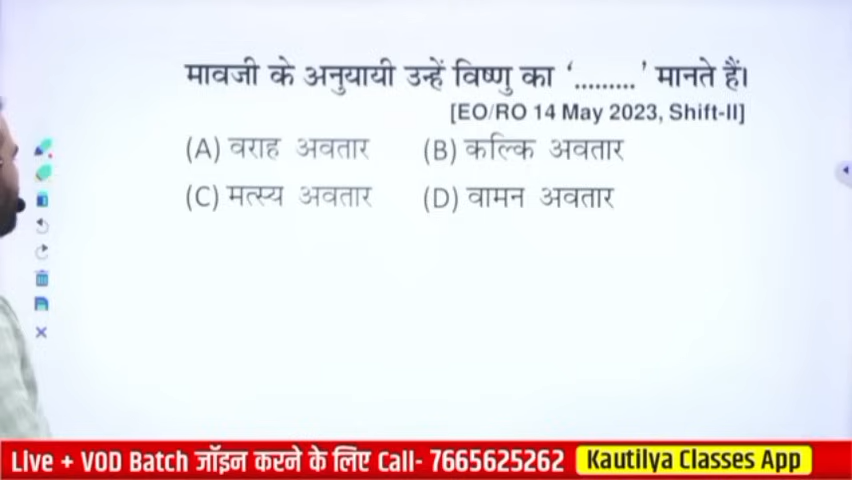 मावजी के अनुयायी उन्हें विष्णु का ‘.........’ मानते हैं।
[EO/RO 14 May 2023, Shift-II]
(A) वराह अवतार (B) कल्कि अवतार
(C) मत्स्य अवतार (D) वामन अवतार
Live + VOD Batch जॉइन करने के लिए Call- 7665625262 Kautilya Classes App